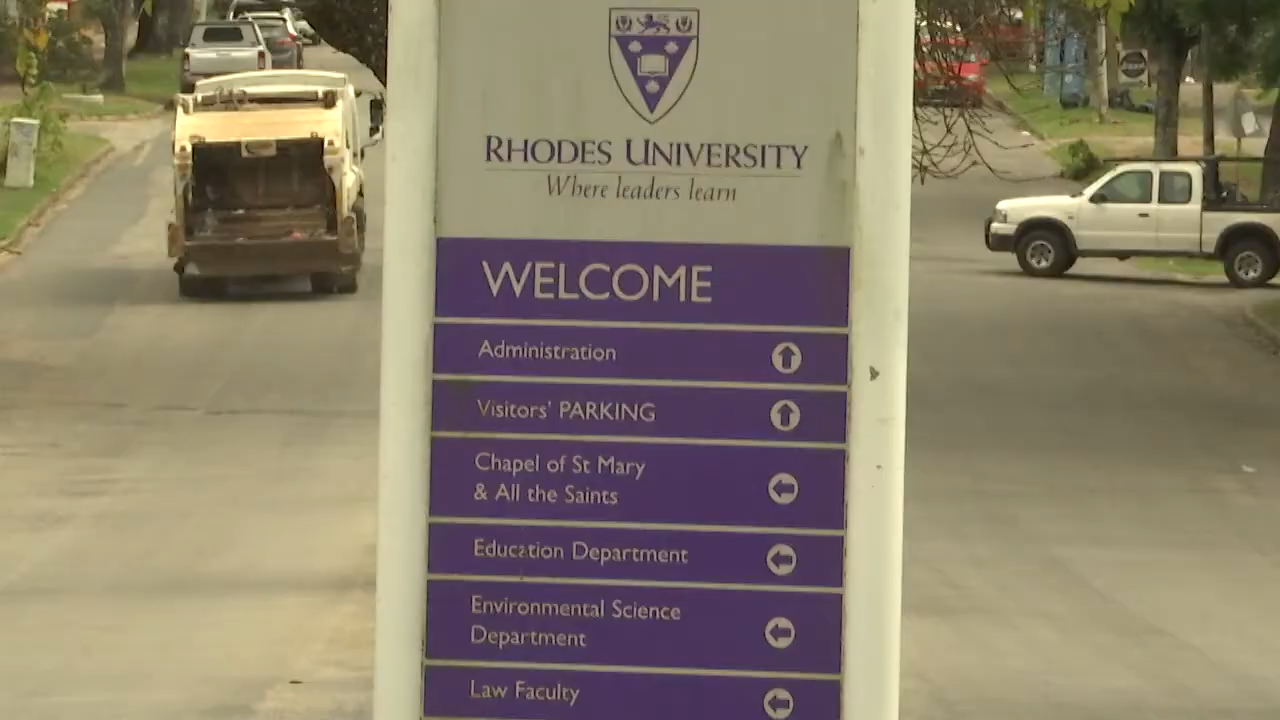 RHODES UNIVERSITY
Where leaders learn
WELCOME
Administration
Visitors' PARKING
Chapel of St Mary
& All the Saints
Education Department
Environmental Science
Department
Law Faculty